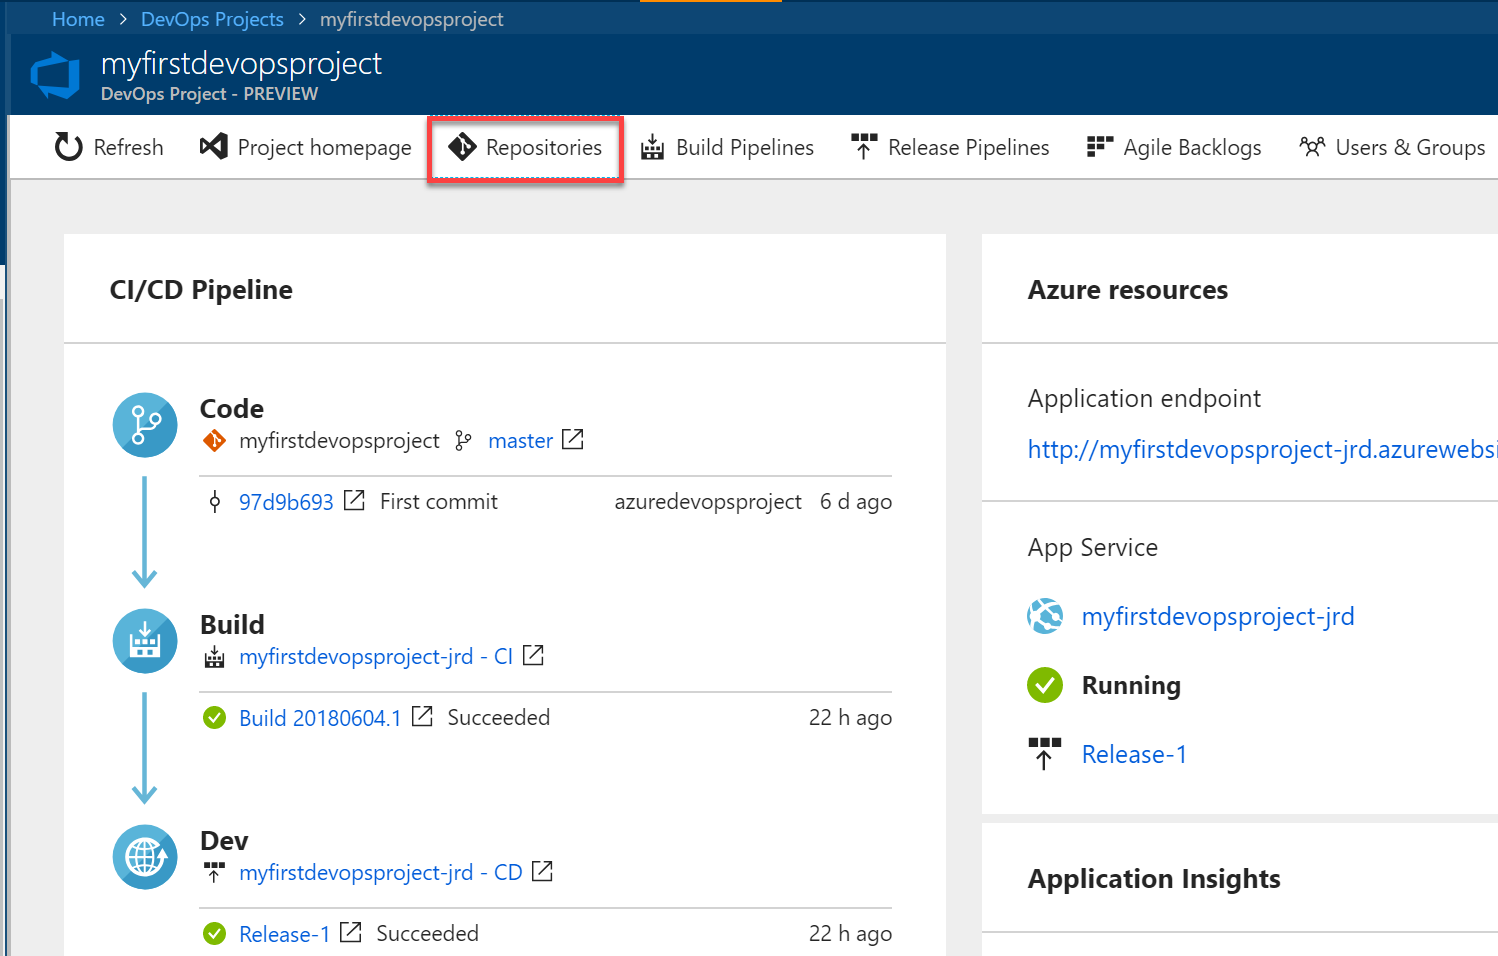 Home > DevOps Projects > myfirstdevopsproject
myfirstdevopsproject
DevOps Project - PREVIEW
Refresh Project homepage Repositories Build Pipelines Release Pipelines Agile Backlogs Users & Groups
CI/CD Pipeline
Code
myfirstdevopsproject master
97d9b693 First commit azuredevopsproject 6 d ago
Build
myfirstdevopsproject-jrd - CI
Build 20180604.1 Succeeded 22 h ago
Dev
myfirstdevopsproject-jrd - CD
Release-1 Succeeded 22 h ago
Azure resources
Application endpoint
http://myfirstdevopsproject-jrd.azurewebsi
App Service
myfirstdevopsproject-jrd
Running
Release-1
Application Insights